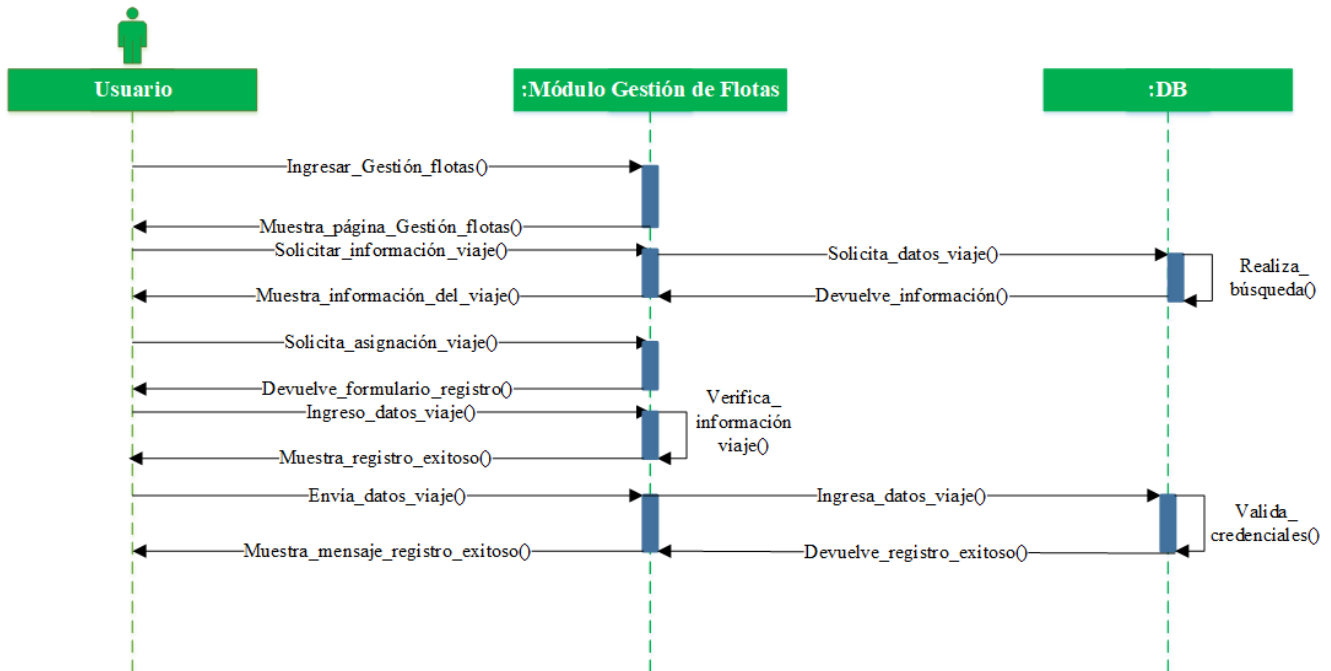 Usuario
:Módulo Gestión de Flotas
:DB
Ingresar_Gestión_flotas()
Muestra_página_Gestión_flotas()
Solicitar_información_viaje()
Solicita_datos_viaje()
Realiza_
búsqueda()
Muestra_información_del_viaje()
Devuelve_información()
Solicita_asignación_viaje()
Devuelve_formulario_registro()
Ingreso_datos_viaje()
Verifica_
información
viaje()
Muestra_registro_exitoso()
Envia_datos_viaje()
Ingresa_datos_viaje()
Valida_
credenciales()
Muestra_mensaje_registro_exitoso()
Devuelve_registro_exitoso()